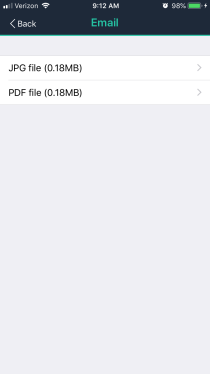 Verizon 9:12 AM 98%
Back Email
JPG file (0.18MB)
PDF file (0.18MB)